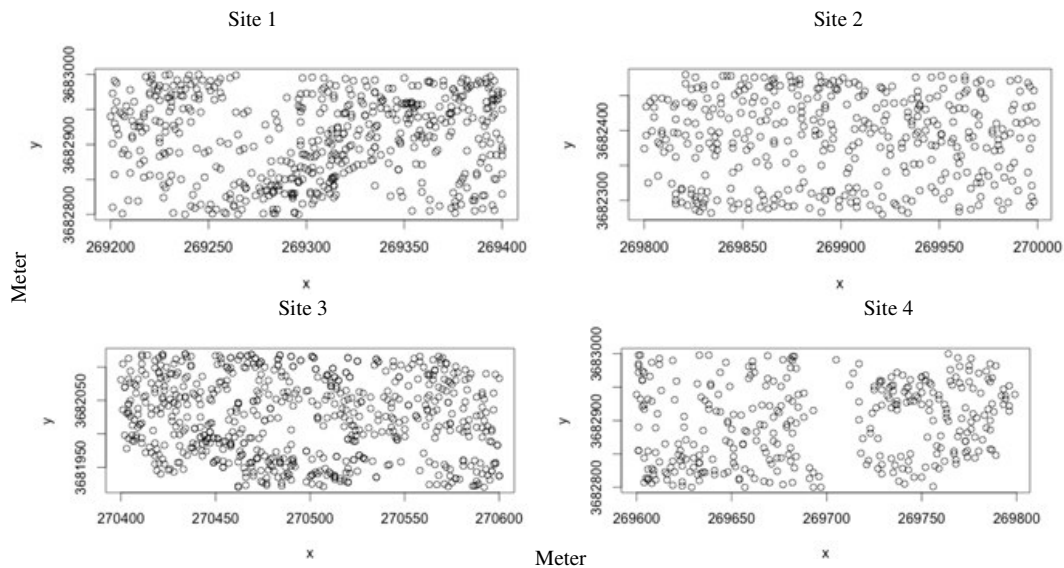 Site 1
Site 2
3682800 3682900 3683000
y
269200 269250 269300 269350 269400
x
3682300 3682400
y
269800 269850 269900 269950 270000
x
Meter
Site 3
Site 4
3681950 3682050
y
270400 270450 270500 270550 270600
x
3682800 3682900 3683000
y
269600 269650 269700 269750 269800
x
Meter